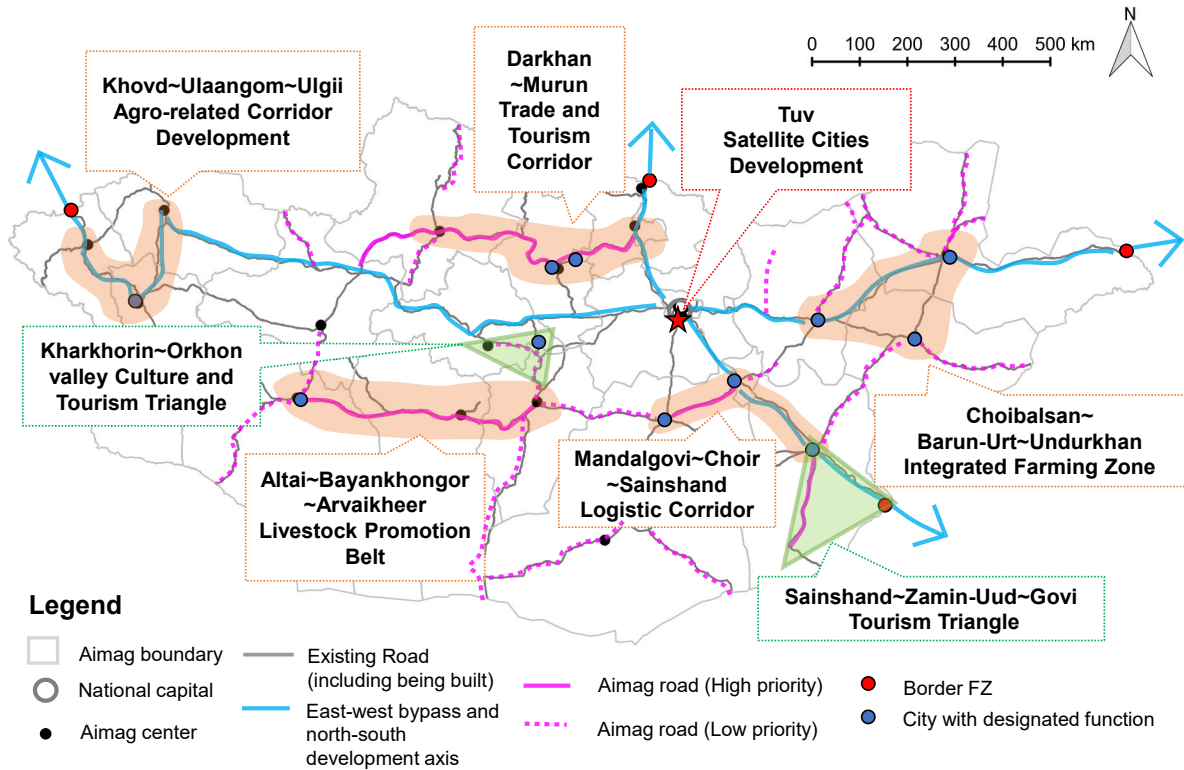 N
0 100 200 300 400 500 km
Khovd~Ulaangom~Ulgii
Agro-related Corridor
Development
Darkhan
~Murun
Trade and
Tourism
Corridor
Tuv
Satellite Cities
Development
Kharkhorin~Orkhon
valley Culture and
Tourism Triangle
Altai~Bayankhongor
~Arvaikheer
Livestock Promotion
Belt
Mandalgovi~Choir
~Sainshand
Logistic Corridor
Choibalsan~
Barun-Urt~Undurkhan
Integrated Farming Zone
Sainshand~Zamin-Uud~Govi
Tourism Triangle
Legend
Aimag boundary
National capital
Aimag center
Existing Road
(including being built)
East-west bypass and
north-south
development axis
Aimag road (High priority)
Aimag road (Low priority)
Border FZ
City with designated function